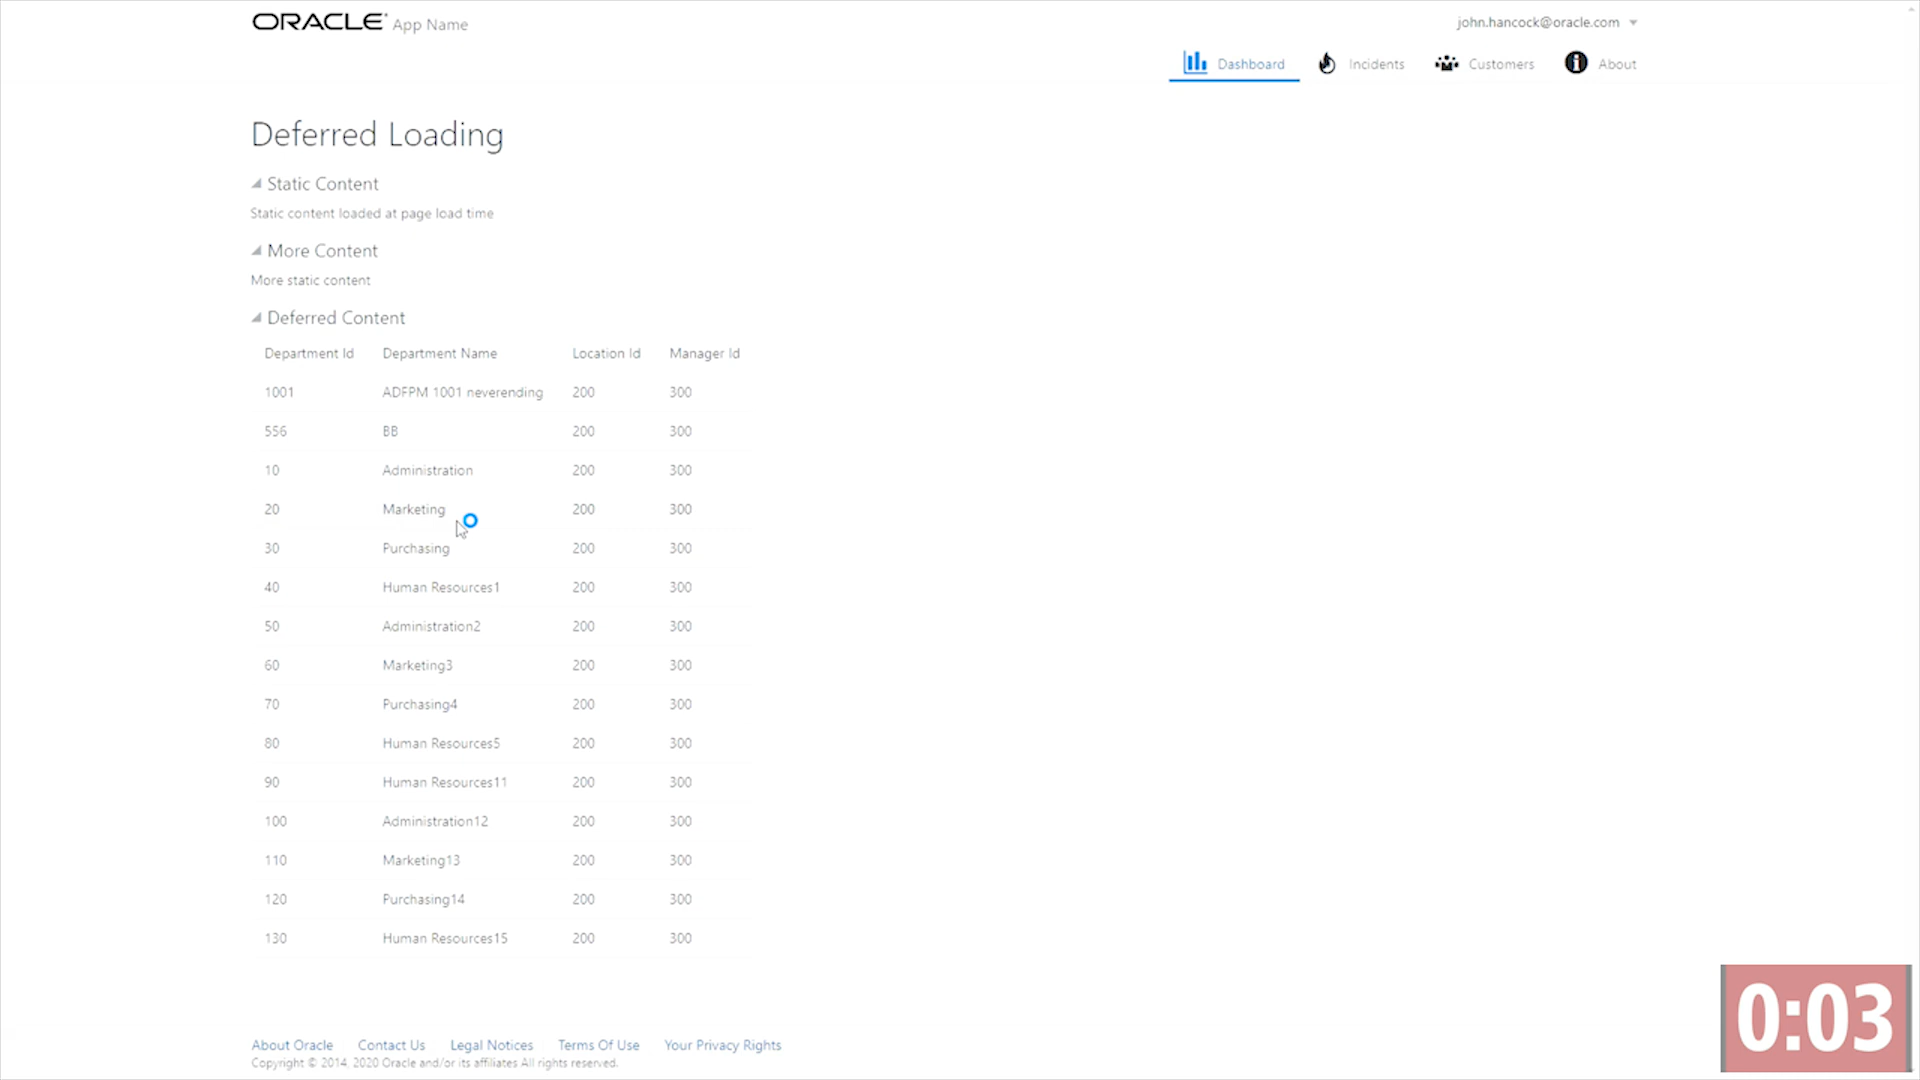 ORACLE App Name
john.hancock@oracle.com
Dashboard Incidents Customers About
Deferred Loading
Static Content
Static content loaded at page load time
More Content
More static content
Deferred Content
Department Id Department Name Location Id Manager Id
1001 ADFPM 1001 neverending 200 300
556 BB 200 300
10 Administration 200 300
20 Marketing 200 300
30 Purchasing 200 300
40 Human Resources1 200 300
50 Administration2 200 300
60 Marketing3 200 300
70 Purchasing4 200 300
80 Human Resources5 200 300
90 Human Resources11 200 300
100 Administration12 200 300
110 Marketing13 200 300
120 Purchasing14 200 300
130 Human Resources15 200 300
About Oracle Contact Us Legal Notices Terms Of Use Your Privacy Rights
Copyright © 2014, 2020 Oracle and/or its affiliates All rights reserved.
0:03